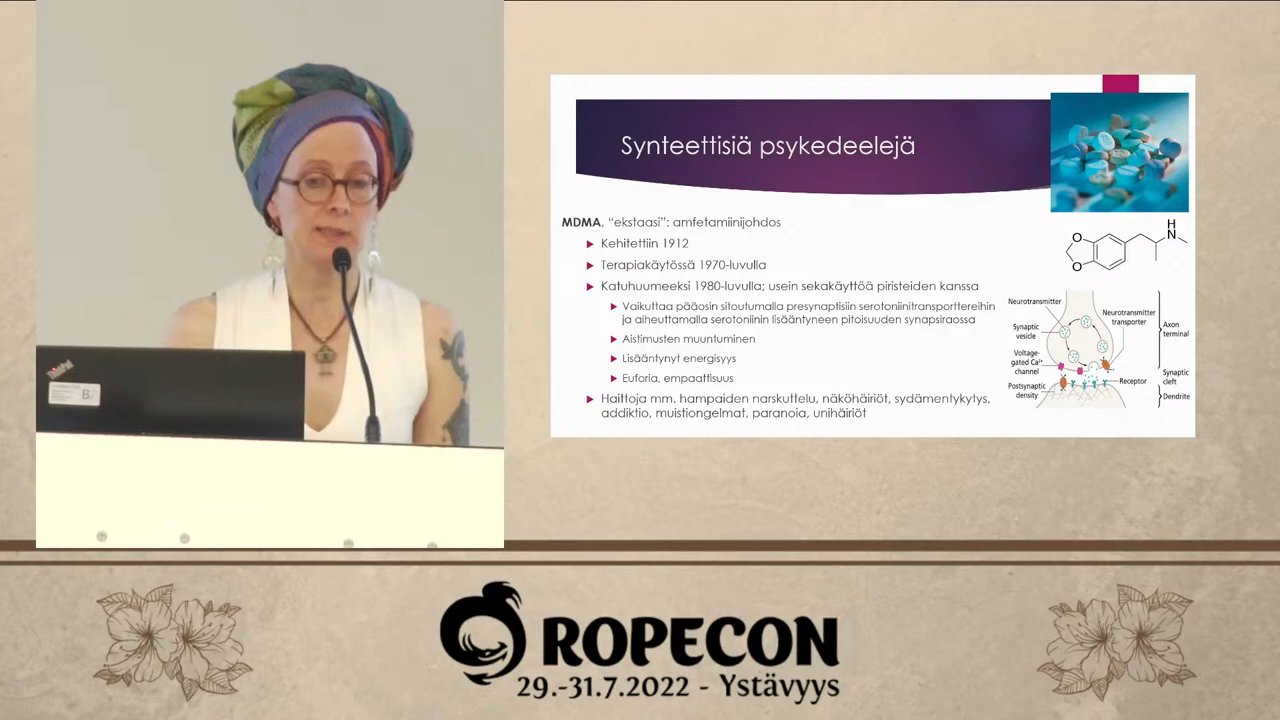 Synteettisiä psykedeelejä
MDMA, "ekstaasi": amfetamiinijohdos
Kehitettiin 1912
Terapiakäytössä 1970-luvulla
Katuhuumeeksi 1980-luvulla; usein sekakäyttöä piristeiden kanssa
Vaikuttaa pääosin sitoutumalla presynaptisiin serotoniinitransporttereihin
ja aiheuttamalla serotoniinin lisääntyneen pitoisuuden synapsiraossa
Aistimusten muuntuminen
Lisääntynyt energisyys
Euforia, empaattisuus
Haittoja mm. hampaiden narskuttelu, näköhäiriöt, sydämentykytys,
addiktio, muistiongelmat, paranoia, unihäiriöt
H
N
O
O
Neurotransmitter
Synaptic
vesicle
Voltage-
gated Ca²⁺
channel
Postsynaptic
density
Neurotransmitter
transporter
Receptor
Axon
terminal
Synaptic
cleft
Dendrite
ThinkPad
B
ROPECON
29.-31.7.2022 - Ystävyys